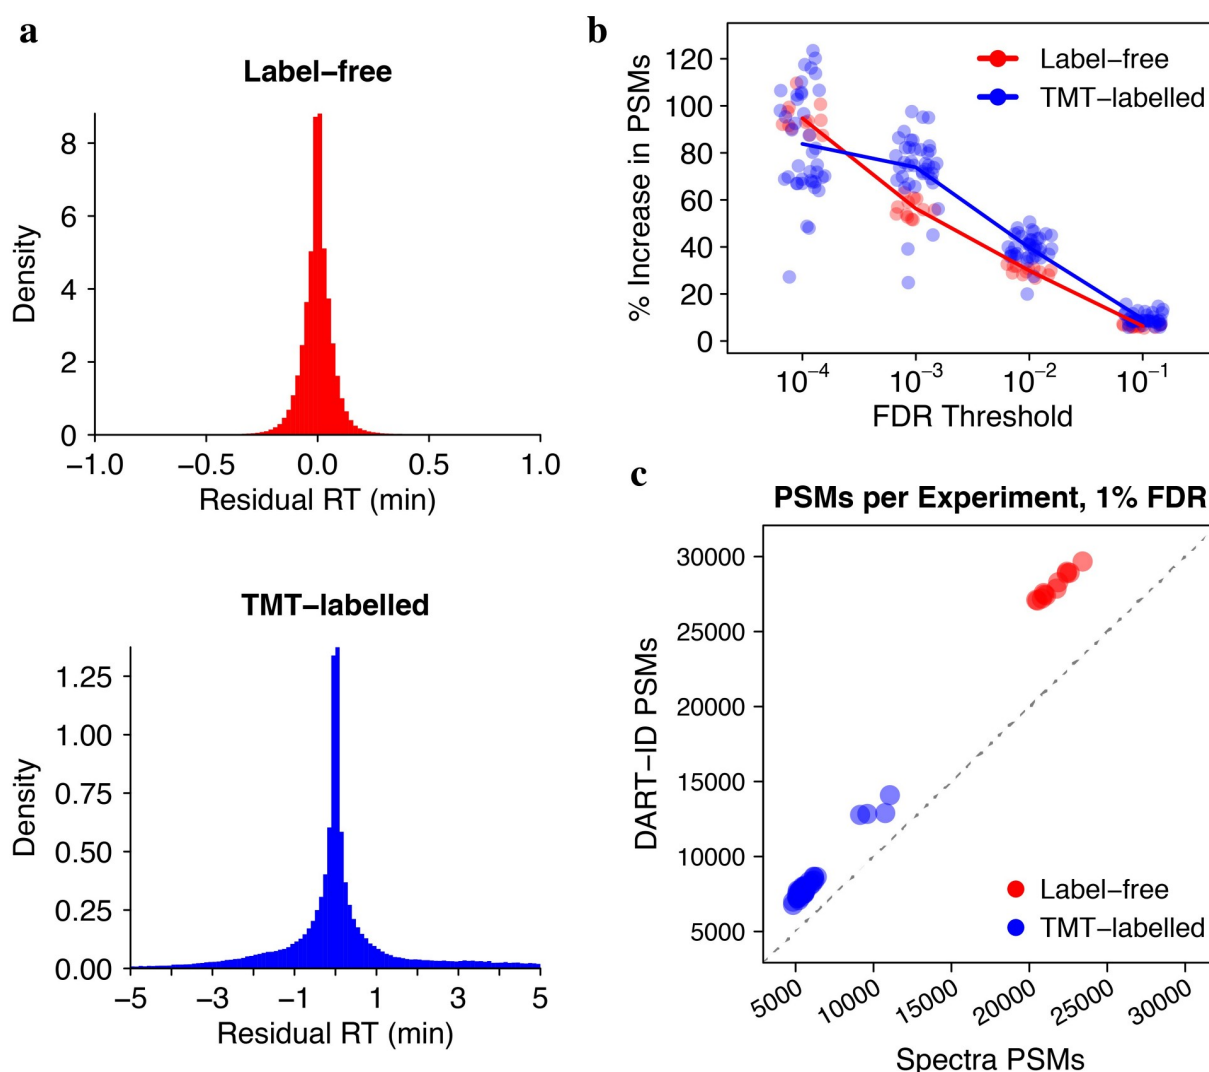 a
Label–free
8
6
4
2
0
Density
−1.0 −0.5 0.0 0.5 1.0
Residual RT (min)
TMT–labelled
1.25
1.00
0.75
0.50
0.25
0.00
Density
−5 −3 −1 1 3 5
Residual RT (min)
b
Label–free
TMT–labelled
120
100
80
60
40
20
0
% Increase in PSMs
10⁻⁴ 10⁻³ 10⁻² 10⁻¹
FDR Threshold
c
PSMs per Experiment, 1% FDR
30000
25000
20000
15000
10000
5000
DART–ID PSMs
Label–free
TMT–labelled
5000 10000 15000 20000 25000 30000
Spectra PSMs